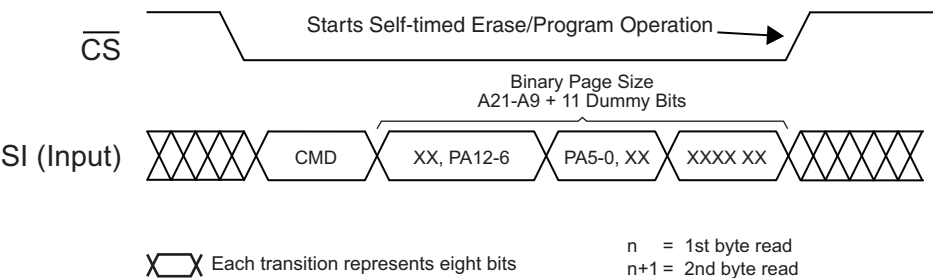 Starts Self-timed Erase/Program Operation
CS
Binary Page Size
A21-A9 + 11 Dummy Bits
SI (Input)
CMD
XX, PA12-6
PA5-0, XX
XXXX XX
Each transition represents eight bits
n = 1st byte read
n+1 = 2nd byte read